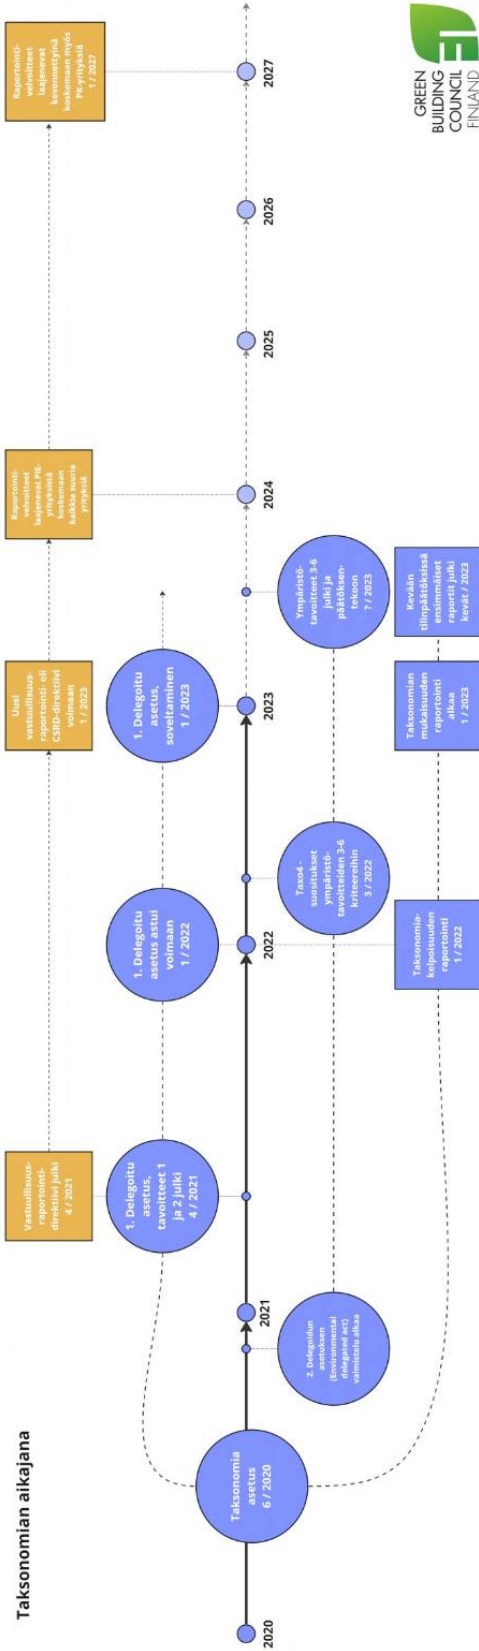 Taksonomian aikajana
Vastuullisuus-
raportointi-
direktiivi julki
4 / 2021
Uusi
vastuullisuus-
raportointi- eli
CSRD-direktiivi
voimaan
1 / 2023
Raportointi-
velvoitteet
laajenevat PIE-
yrityksistä
koskemaan
kaikkia suuria
yrityksiä
Raportointi-
velvoitteet
laajenevat
kevennettyinä
koskemaan myös
PK-yrityksiä
1 / 2027
1. Delegoitu
asetus,
tavoitteet 1
ja 2 julki
4 / 2021
1. Delegoitu
asetus astui
voimaan
1 / 2022
1. Delegoitu
asetus,
soveltaminen
1 / 2023
Taksonomia
asetus
6 / 2020
2020
2021
2022
2023
2024
2025
2026
2027
2. Delegoidun
asetuksen
(Environmental
delegated act)
valmistelu alkaa
Taxo4 -
suositukset
ympäristö-
tavoitteiden 3-6
kriteereihin
3 / 2022
Ympäristö-
tavoitteet 3-6
julki ja
päätöksen-
tekoon
? / 2023
Taksonomia-
kelpoisuuden
raportointi
1 / 2022
Taksonomian
mukaisuuden
raportointi
alkaa
1 / 2023
Kevään
tilinpäätöksissä
ensimmäiset
raportit julki
kevät / 2023
GREEN
BUILDING
COUNCIL
FINLAND